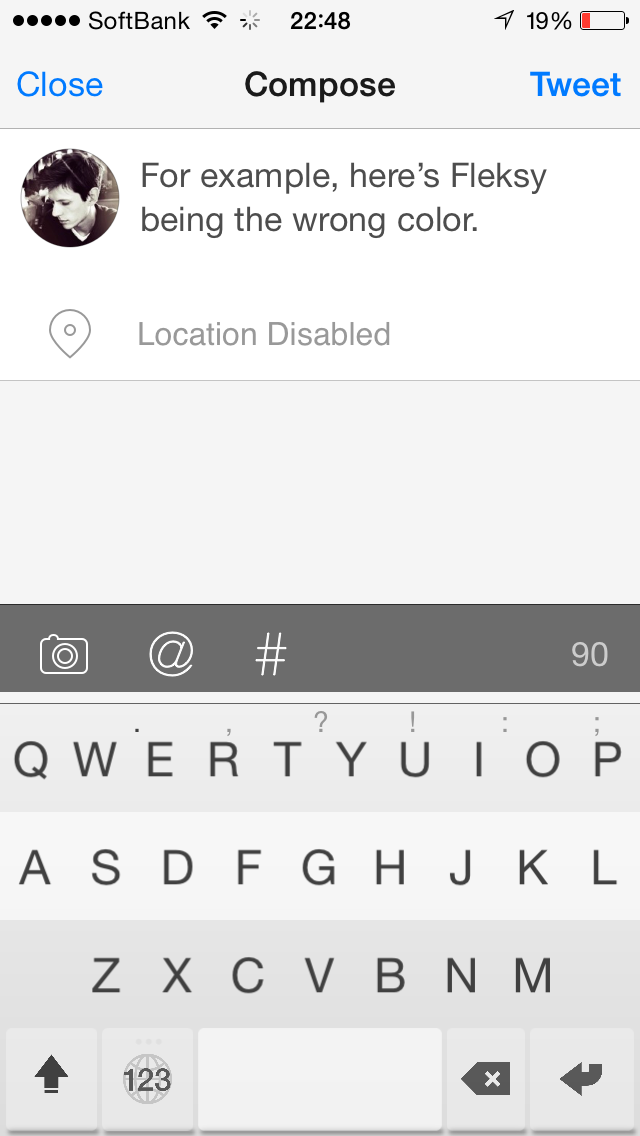 SoftBank 22:48 19%
Close Compose Tweet
For example, here’s Fleksy
being the wrong color.
Location Disabled
@ # 90
. , ? ! : ;
Q W E R T Y U I O P
A S D F G H J K L
Z X C V B N M
123